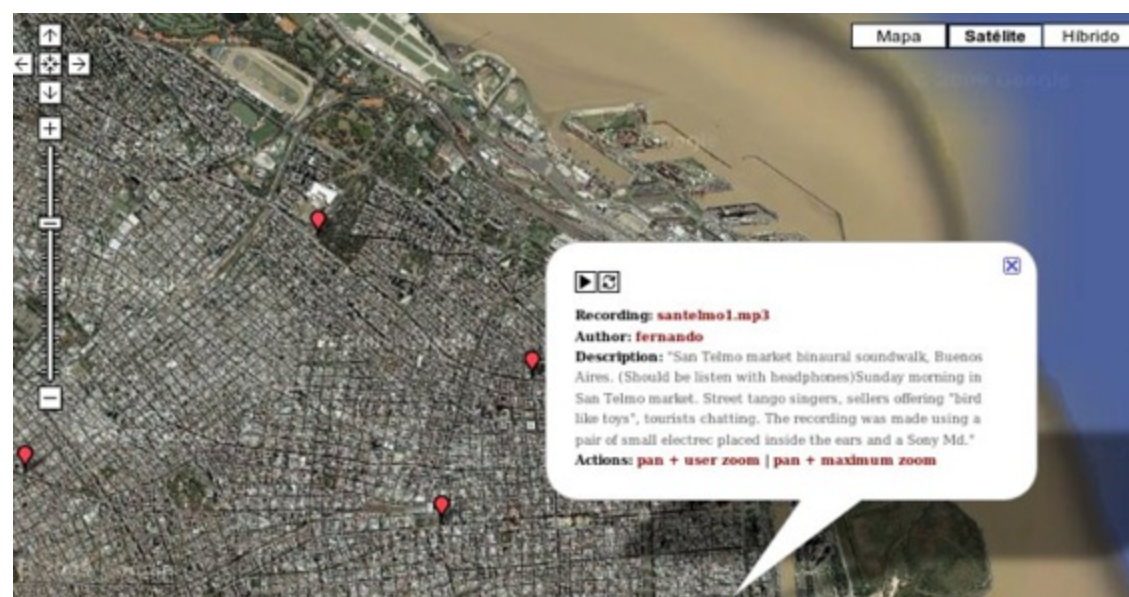 Mapa
Satélite
Híbrido
Recording: santelmo1.mp3
Author: fernando
Description: "San Telmo market binaural soundwalk, Buenos
Aires. (Should be listen with headphones)Sunday morning in
San Telmo market. Street tango singers, sellers offering "bird
like toys", tourists chatting. The recording was made using a
pair of small electrec placed inside the ears and a Sony Md."
Actions: pan + user zoom | pan + maximum zoom